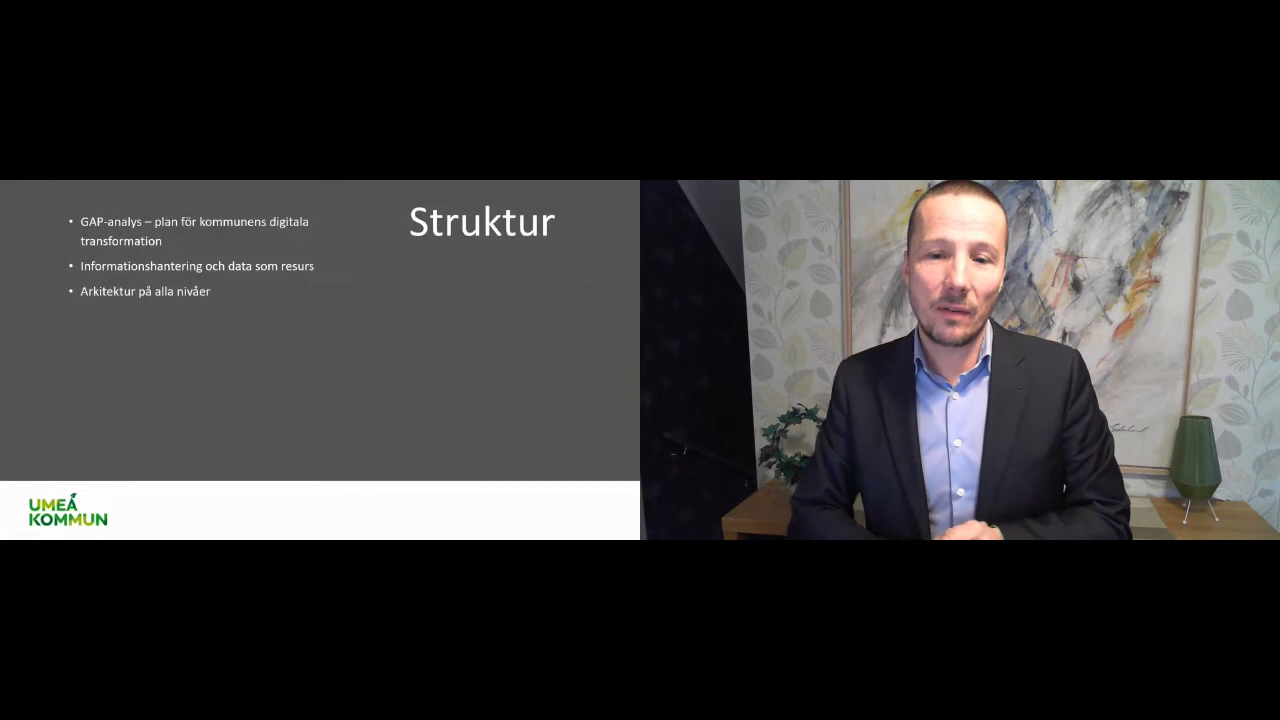 Struktur
• GAP-analys – plan för kommunens digitala
transformation
• Informationshantering och data som resurs
• Arkitektur på alla nivåer
UMEÅ
KOMMUN